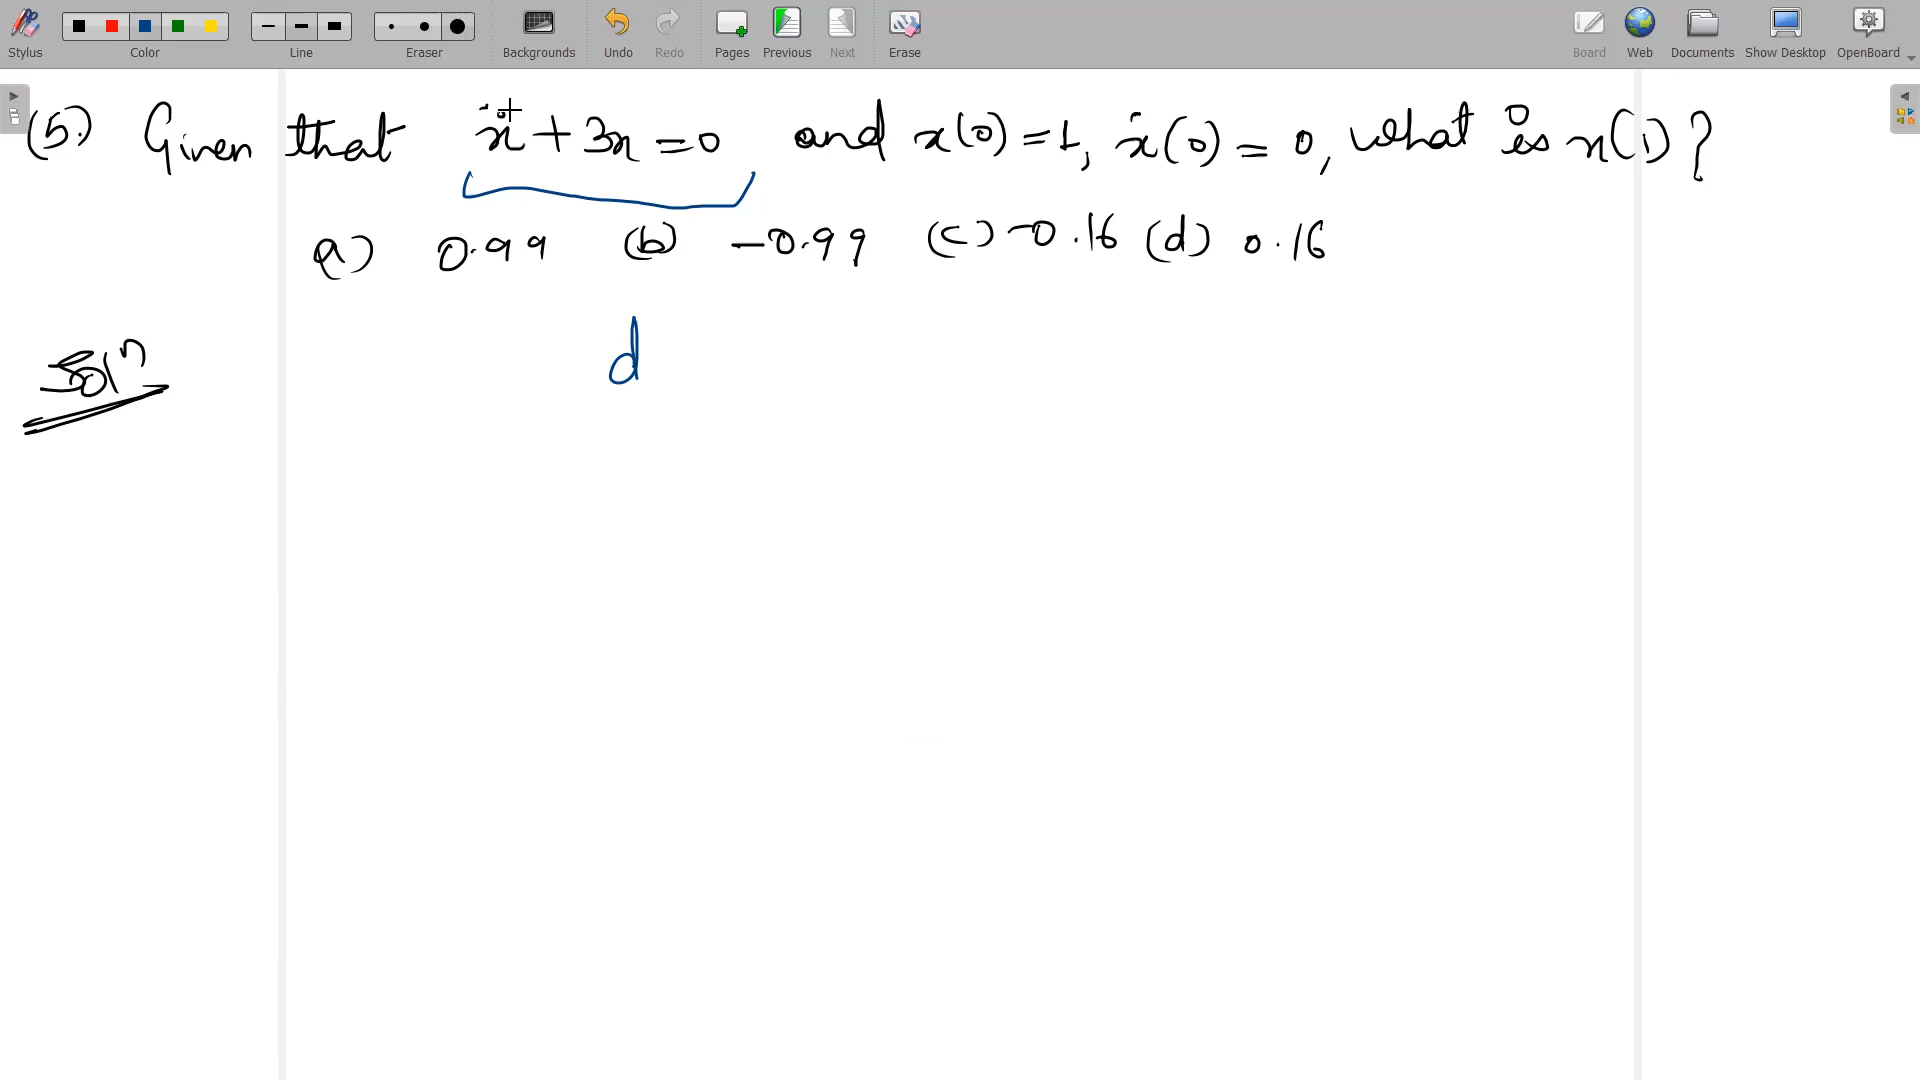 Stylus Color Line Eraser Backgrounds Undo Redo Pages Previous Next Erase Board Web Documents Show Desktop OpenBoard
(5.) Given that ẍ + 3x = 0 and x(0) = 1, ẋ(0) = 0, what is x(1)?
a) 0.99 (b) -0.99 (c) -0.16 (d) 0.16
Solⁿ
d